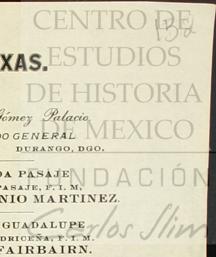 132
CENTRO DE
ESTUDIOS
XAS.
DE HISTORIA
Gómez Palacio
DE MEXICO
DO GENERAL
DURANGO, DGO.
DA PASAJE
FUNDACIÓN
PASAJE, F. I. M,
NIO MARTINEZ.
Carlos Slim
GUADALUPE
DRICEÑA, F. I. M.
FAIRBAIRN.